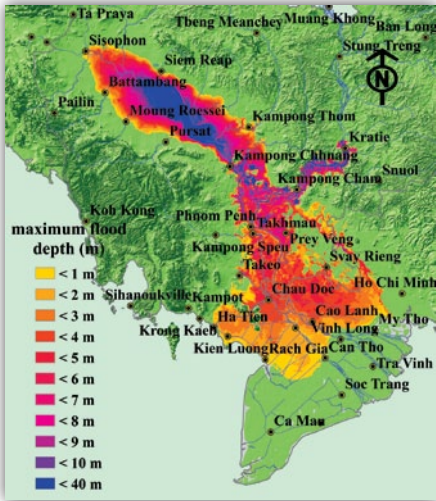 Ta Praya
Tbeng Meanchey
Muang Khong
Ban Long
Sisophon
Stung Treng
Siem Reap
N
Battambang
Pailin
Moung Roessei
Kampong Thom
Pursat
Kratie
Kampong Chhnang
Snuol
Kampong Cham
Koh Kong
Phnom Penh
Takhmau
Kampong Speu
Prey Veng
maximum flood
depth (m)
Takeo
Svay Rieng
< 1 m
Sihanoukville
Kampot
Chau Doc
Ho Chi Minh
< 2 m
Ha Tien
Cao Lanh
My Tho
< 3 m
Krong Kaeb
Vinh Long
< 4 m
Kien Luong
Rach Gia
Can Tho
< 5 m
Tra Vinh
< 6 m
Soc Trang
< 7 m
< 8 m
Ca Mau
< 9 m
< 10 m
< 40 m